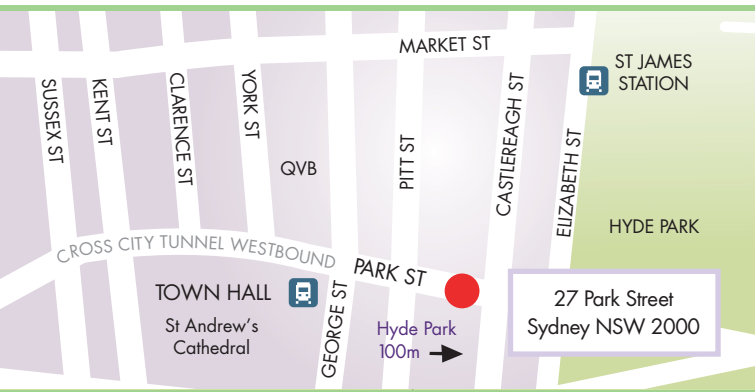 MARKET ST
ST JAMES
STATION
SUSSEX ST
KENT ST
CLARENCE ST
YORK ST
QVB
PITT ST
CASTLEREAGH ST
ELIZABETH ST
HYDE PARK
CROSS CITY TUNNEL WESTBOUND
PARK ST
TOWN HALL
St Andrew's
Cathedral
GEORGE ST
Hyde Park
100m
27 Park Street
Sydney NSW 2000